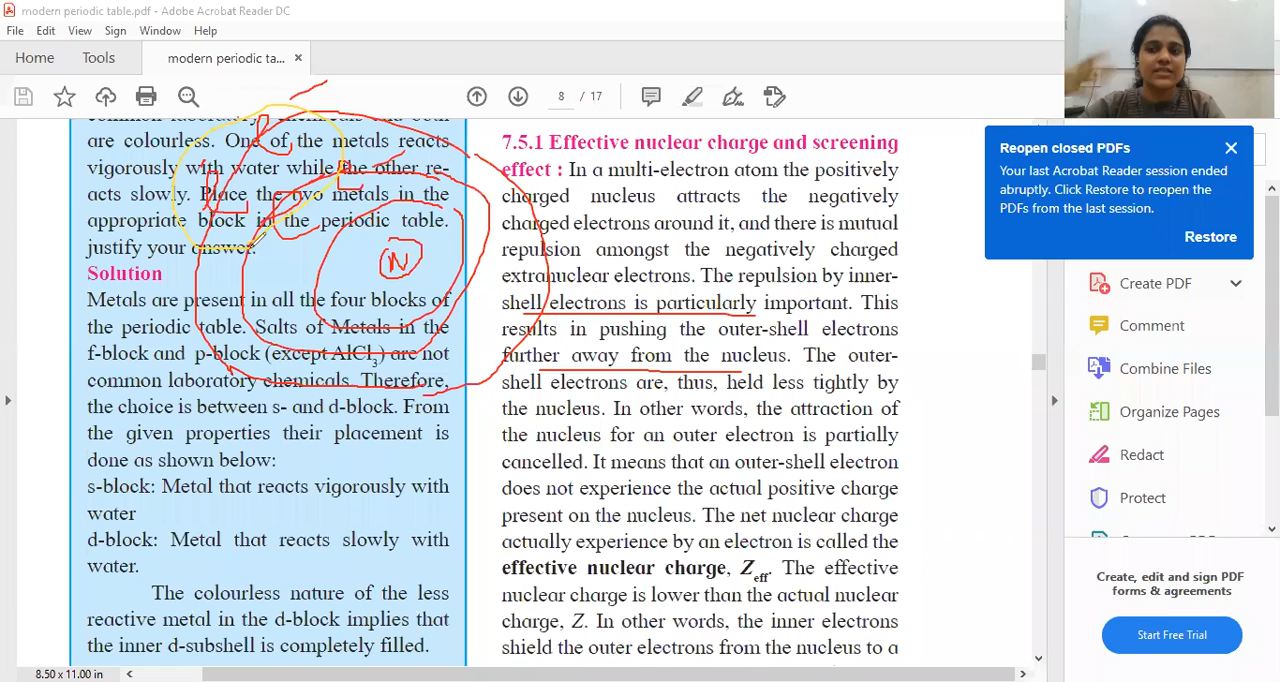 modern periodic table.pdf - Adobe Acrobat Reader DC
File Edit View Sign Window Help
Home Tools modern periodic ta... ×
8 / 17
are colourless. One of the metals reacts
vigorously with water while the other re-
acts slowly. Place the two metals in the
appropriate block in the periodic table.
justify your answer.
Solution
Metals are present in all the four blocks of
the periodic table. Salts of Metals in the
f-block and p-block (except AlCl3) are not
common laboratory chemicals. Therefore,
the choice is between s- and d-block. From
the given properties their placement is
done as shown below:
s-block: Metal that reacts vigorously with
water
d-block: Metal that reacts slowly with
water.
The colourless nature of the less
reactive metal in the d-block implies that
the inner d-subshell is completely filled.
N
7.5.1 Effective nuclear charge and screening
effect : In a multi-electron atom the positively
charged nucleus attracts the negatively
charged electrons around it, and there is mutual
repulsion amongst the negatively charged
extranuclear electrons. The repulsion by inner-
shell electrons is particularly important. This
results in pushing the outer-shell electrons
further away from the nucleus. The outer-
shell electrons are, thus, held less tightly by
the nucleus. In other words, the attraction of
the nucleus for an outer electron is partially
cancelled. It means that an outer-shell electron
does not experience the actual positive charge
present on the nucleus. The net nuclear charge
actually experience by an electron is called the
effective nuclear charge, Zeff. The effective
nuclear charge is lower than the actual nuclear
charge, Z. In other words, the inner electrons
shield the outer electrons from the nucleus to a
Reopen closed PDFs
Your last Acrobat Reader session ended
abruptly. Click Restore to reopen the
PDFs from the last session.
Restore
Create PDF
Comment
Combine Files
Organize Pages
Redact
Protect
Create, edit and sign PDF
forms & agreements
Start Free Trial
8.50 x 11.00 in